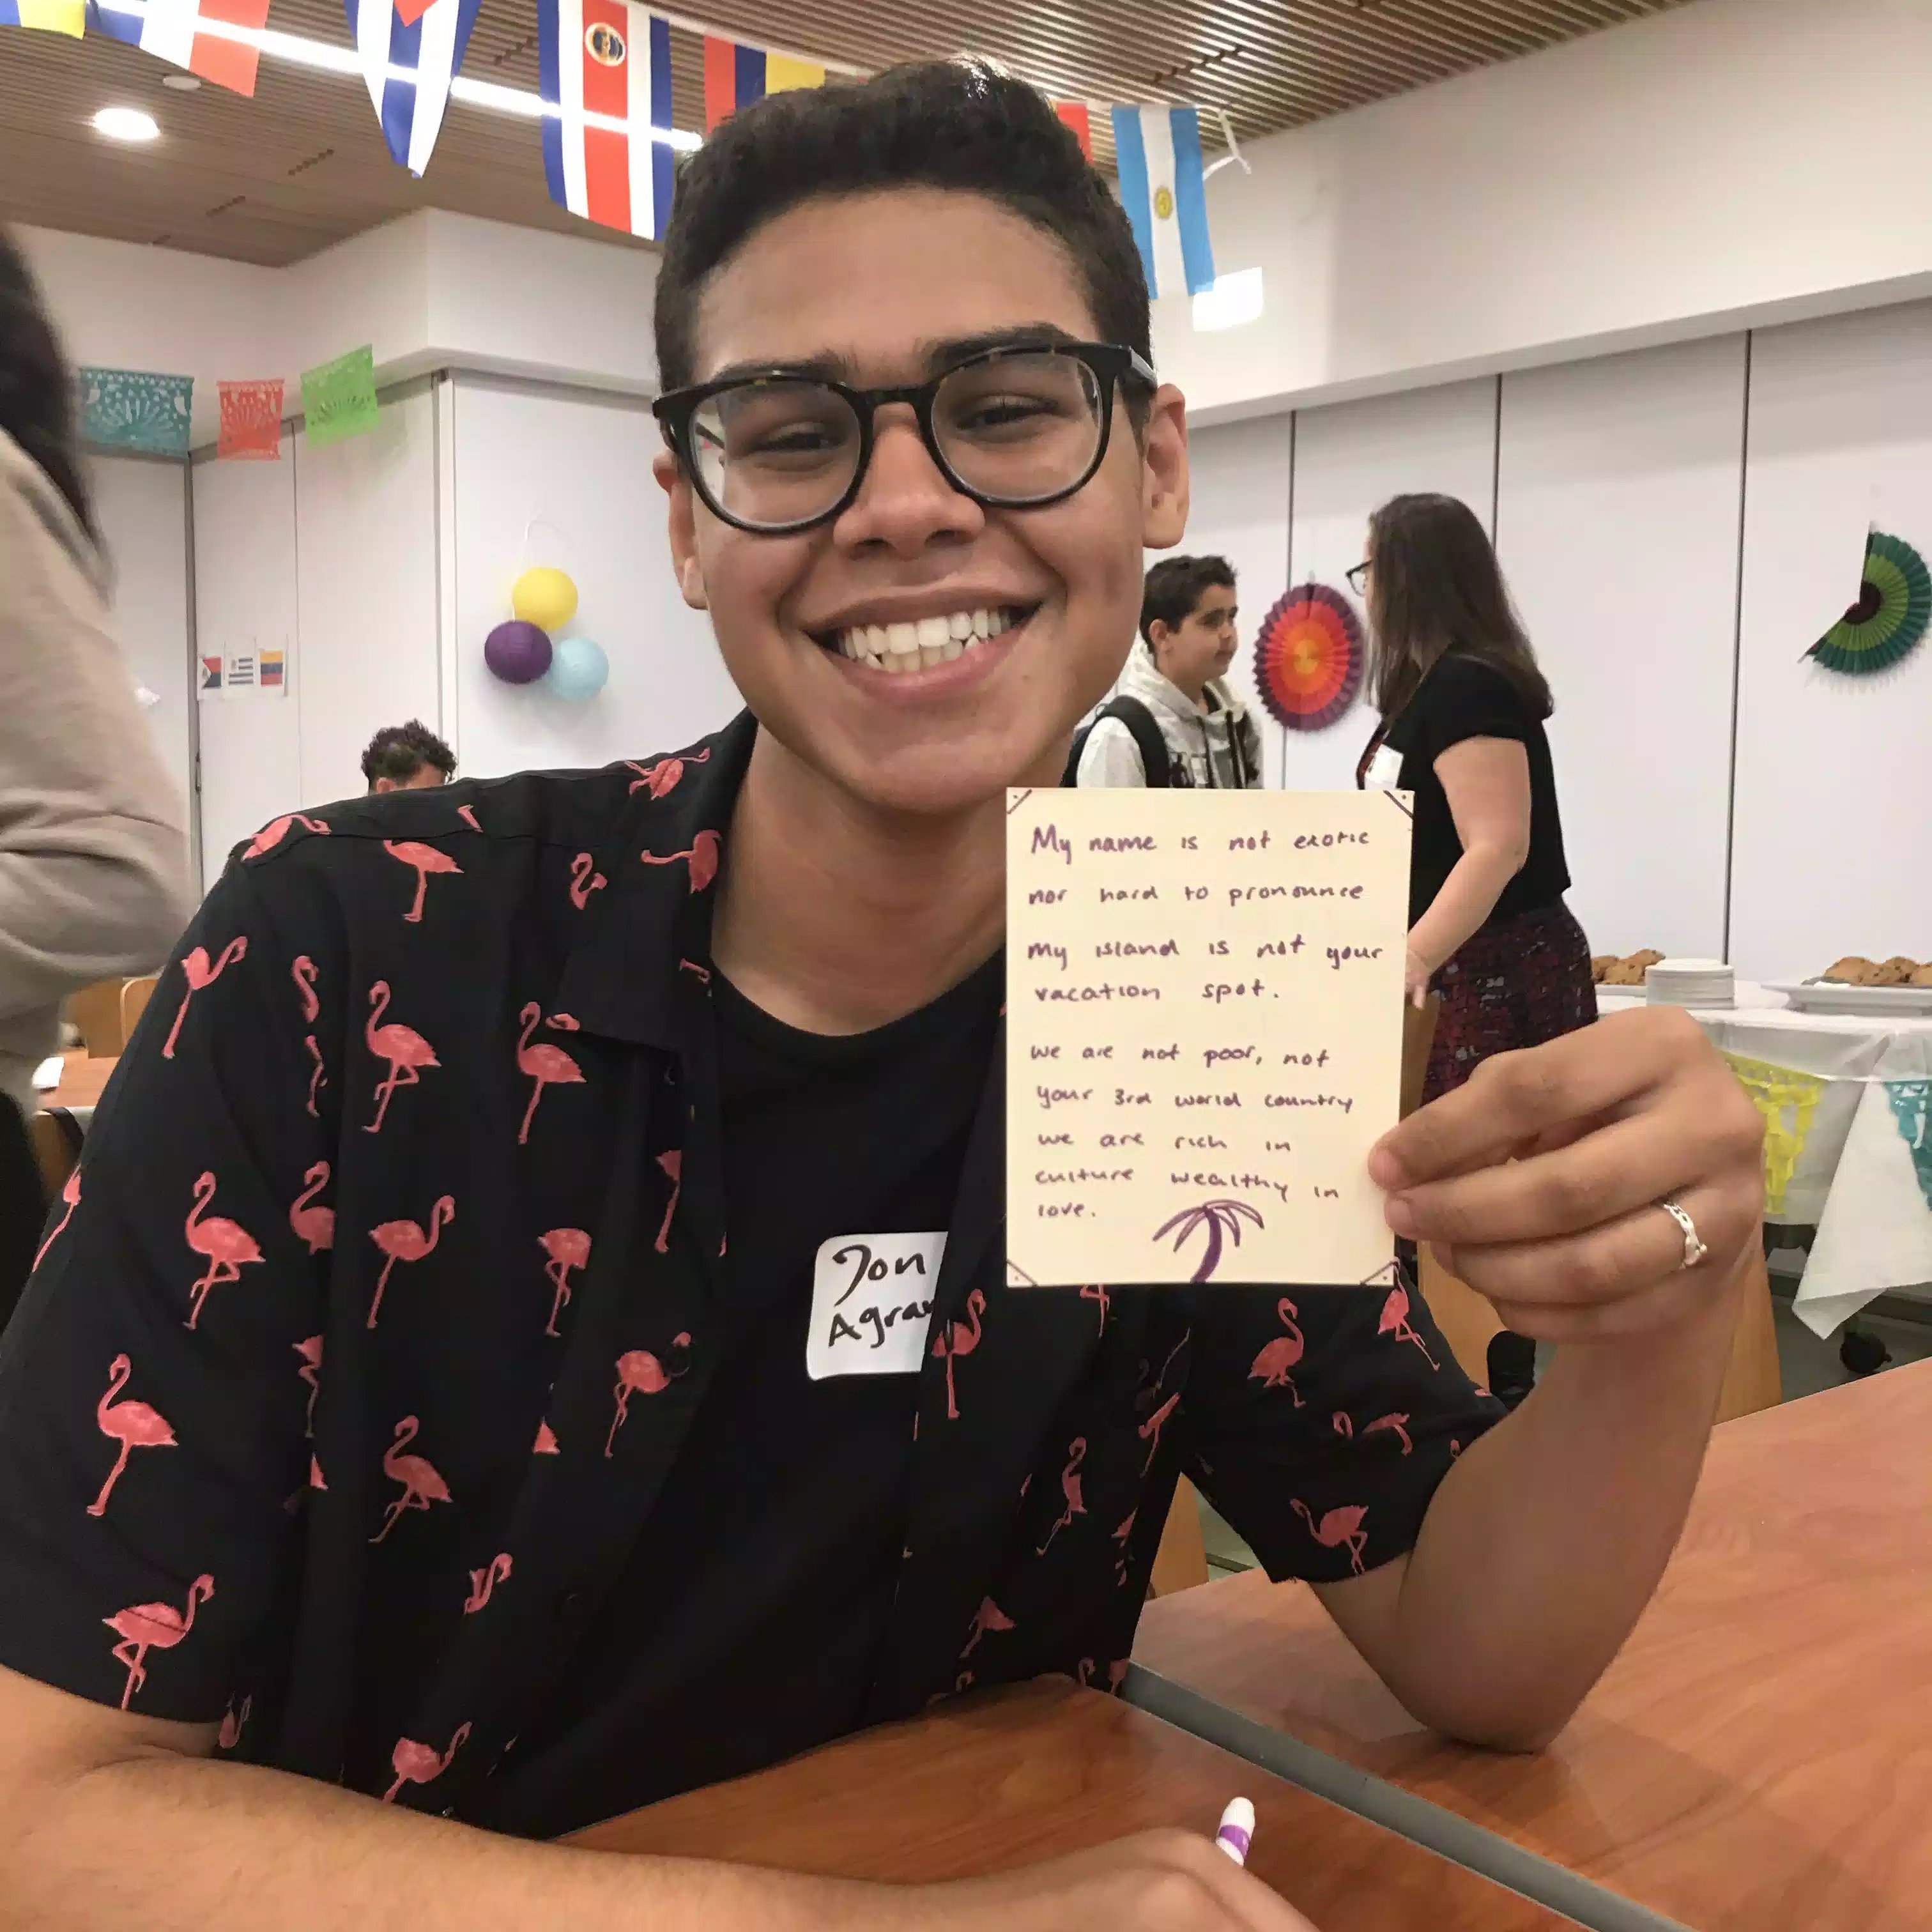 My name is not exotic
nor hard to pronounce
My island is not your
vacation spot.
we are not poor, not
your 3rd world country
we are rich in
culture wealthy in
love.
Jon